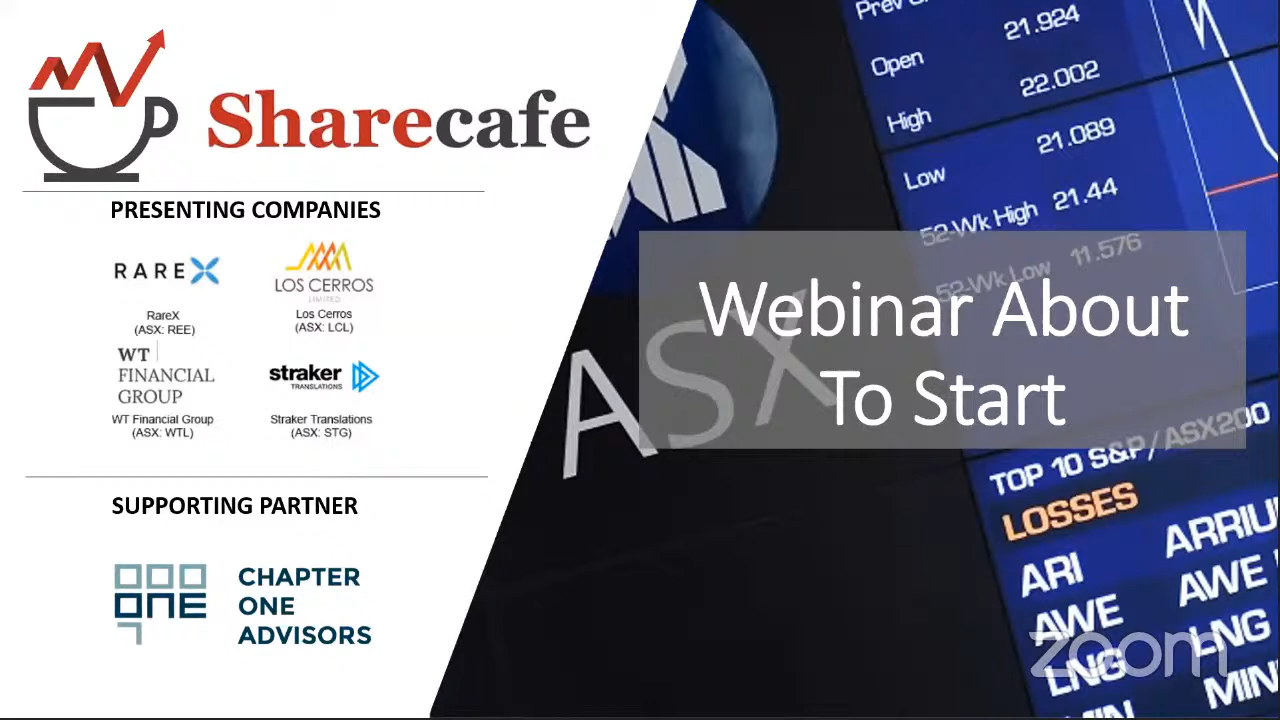 Sharecafe
PRESENTING COMPANIES
RAREX
LOS CERROS
LIMITED
RareX
(ASX: REE)
Los Cerros
(ASX: LCL)
WT
FINANCIAL
GROUP
straker
TRANSLATIONS
WT Financial Group
(ASX: WTL)
Straker Translations
(ASX: STG)
SUPPORTING PARTNER
ONE
CHAPTER
ONE
ADVISORS
21.924
Open 22.002
High 21.089
Low 21.44
52-Wk High 11.576
52-Wk Low
Webinar About
To Start
ASX
TOP 10 S&P/ASX200
LOSSES
ARI
AWE AWE
LNG LNG
zoom